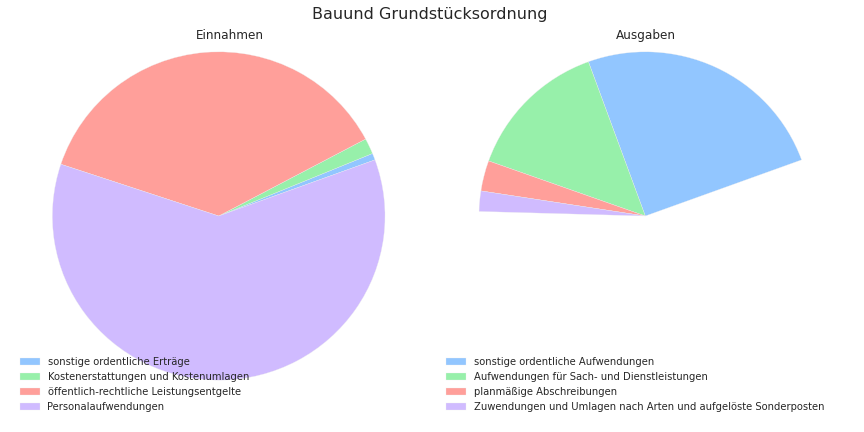 Bauund Grundstücksordnung
Einnahmen
sonstige ordentliche Erträge
Kostenerstattungen und Kostenumlagen
öffentlich-rechtliche Leistungsentgelte
Personalaufwendungen
Ausgaben
sonstige ordentliche Aufwendungen
Aufwendungen für Sach- und Dienstleistungen
planmäßige Abschreibungen
Zuwendungen und Umlagen nach Arten und aufgelöste Sonderposten